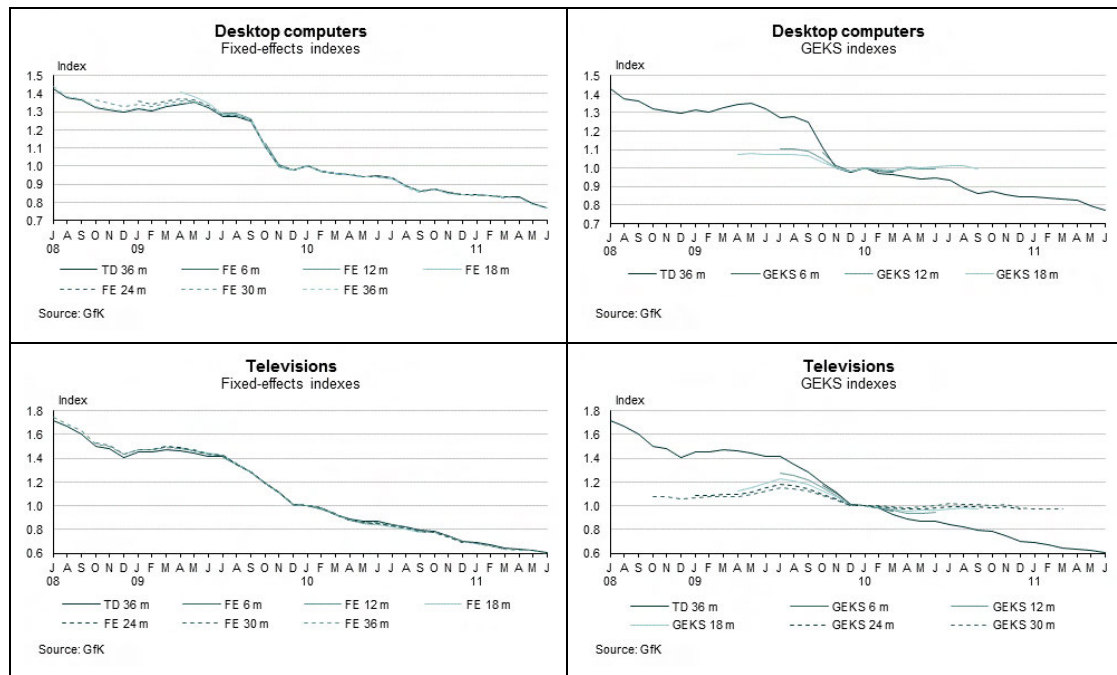 Desktop computers
Fixed-effects indexes
Index
1.5
1.4
1.3
1.2
1.1
1.0
0.9
0.8
0.7
J A S O N D J F M A M J J A S O N D J F M A M J J A S O N D J F M A M J
08 09 10 11
TD 36 m FE 6 m FE 12 m FE 18 m
FE 24 m FE 30 m FE 36 m
Source: GfK
Desktop computers
GEKS indexes
Index
1.5
1.4
1.3
1.2
1.1
1.0
0.9
0.8
0.7
J A S O N D J F M A M J J A S O N D J F M A M J J A S O N D J F M A M J
08 09 10 11
TD 36 m GEKS 6 m GEKS 12 m GEKS 18 m
Source: GfK
Televisions
Fixed-effects indexes
Index
1.8
1.6
1.4
1.2
1.0
0.8
0.6
J A S O N D J F M A M J J A S O N D J F M A M J J A S O N D J F M A M J
08 09 10 11
TD 36 m FE 6 m FE 12 m FE 18 m
FE 24 m FE 30 m FE 36 m
Source: GfK
Televisions
GEKS indexes
Index
1.8
1.6
1.4
1.2
1.0
0.8
0.6
J A S O N D J F M A M J J A S O N D J F M A M J J A S O N D J F M A M J
08 09 10 11
TD 36 m GEKS 6 m GEKS 12 m
GEKS 18 m GEKS 24 m GEKS 30 m
Source: GfK